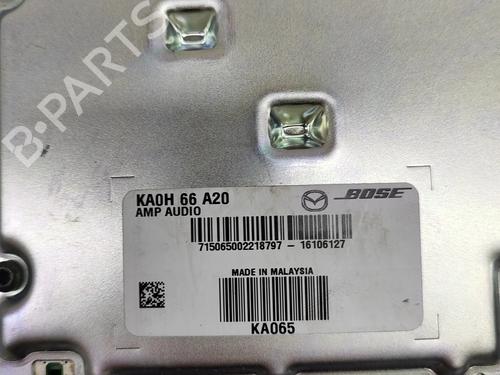 B-PARTS
KA0H 66 A20
AMP AUDIO
BOSE
715065002218797 - 16106127
MADE IN MALAYSIA
KA065